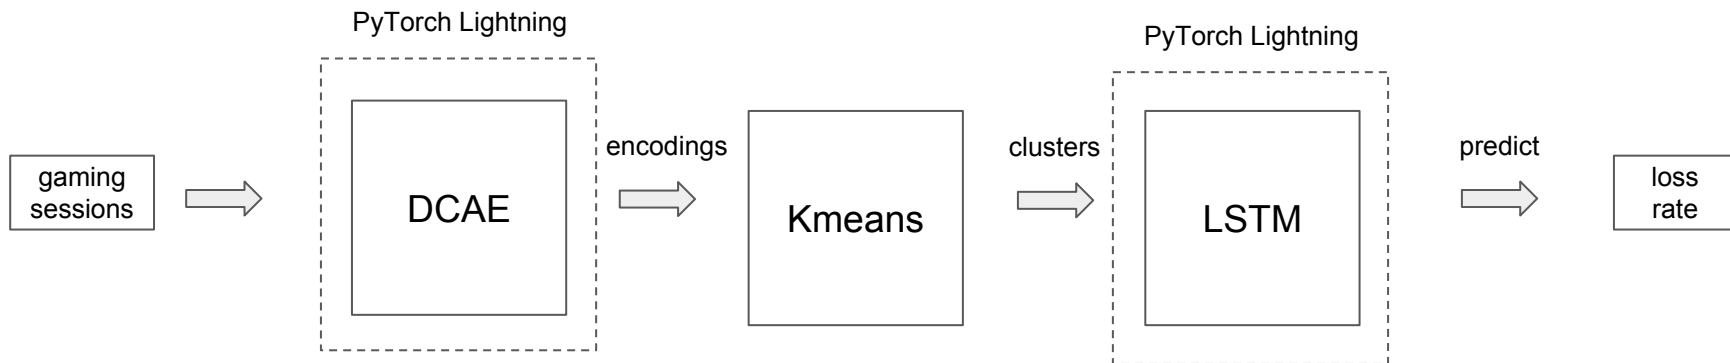 PyTorch Lightning
PyTorch Lightning
gaming
sessions
DCAE
encodings
Kmeans
clusters
LSTM
predict
loss
rate